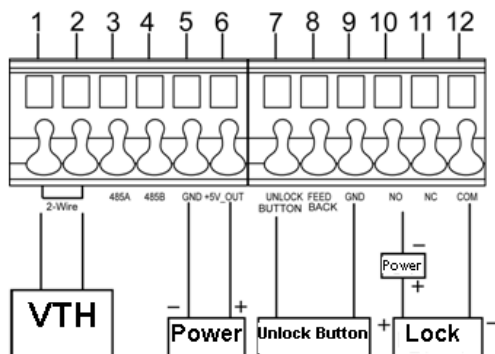 1 2 3 4 5 6 7 8 9 10 11 12
2-Wire 485A 485B GND +5V_OUT UNLOCK BUTTON FEED BACK GND NO NC COM
− Power +
VTH
− + Power
Unlock Button
+ Lock −